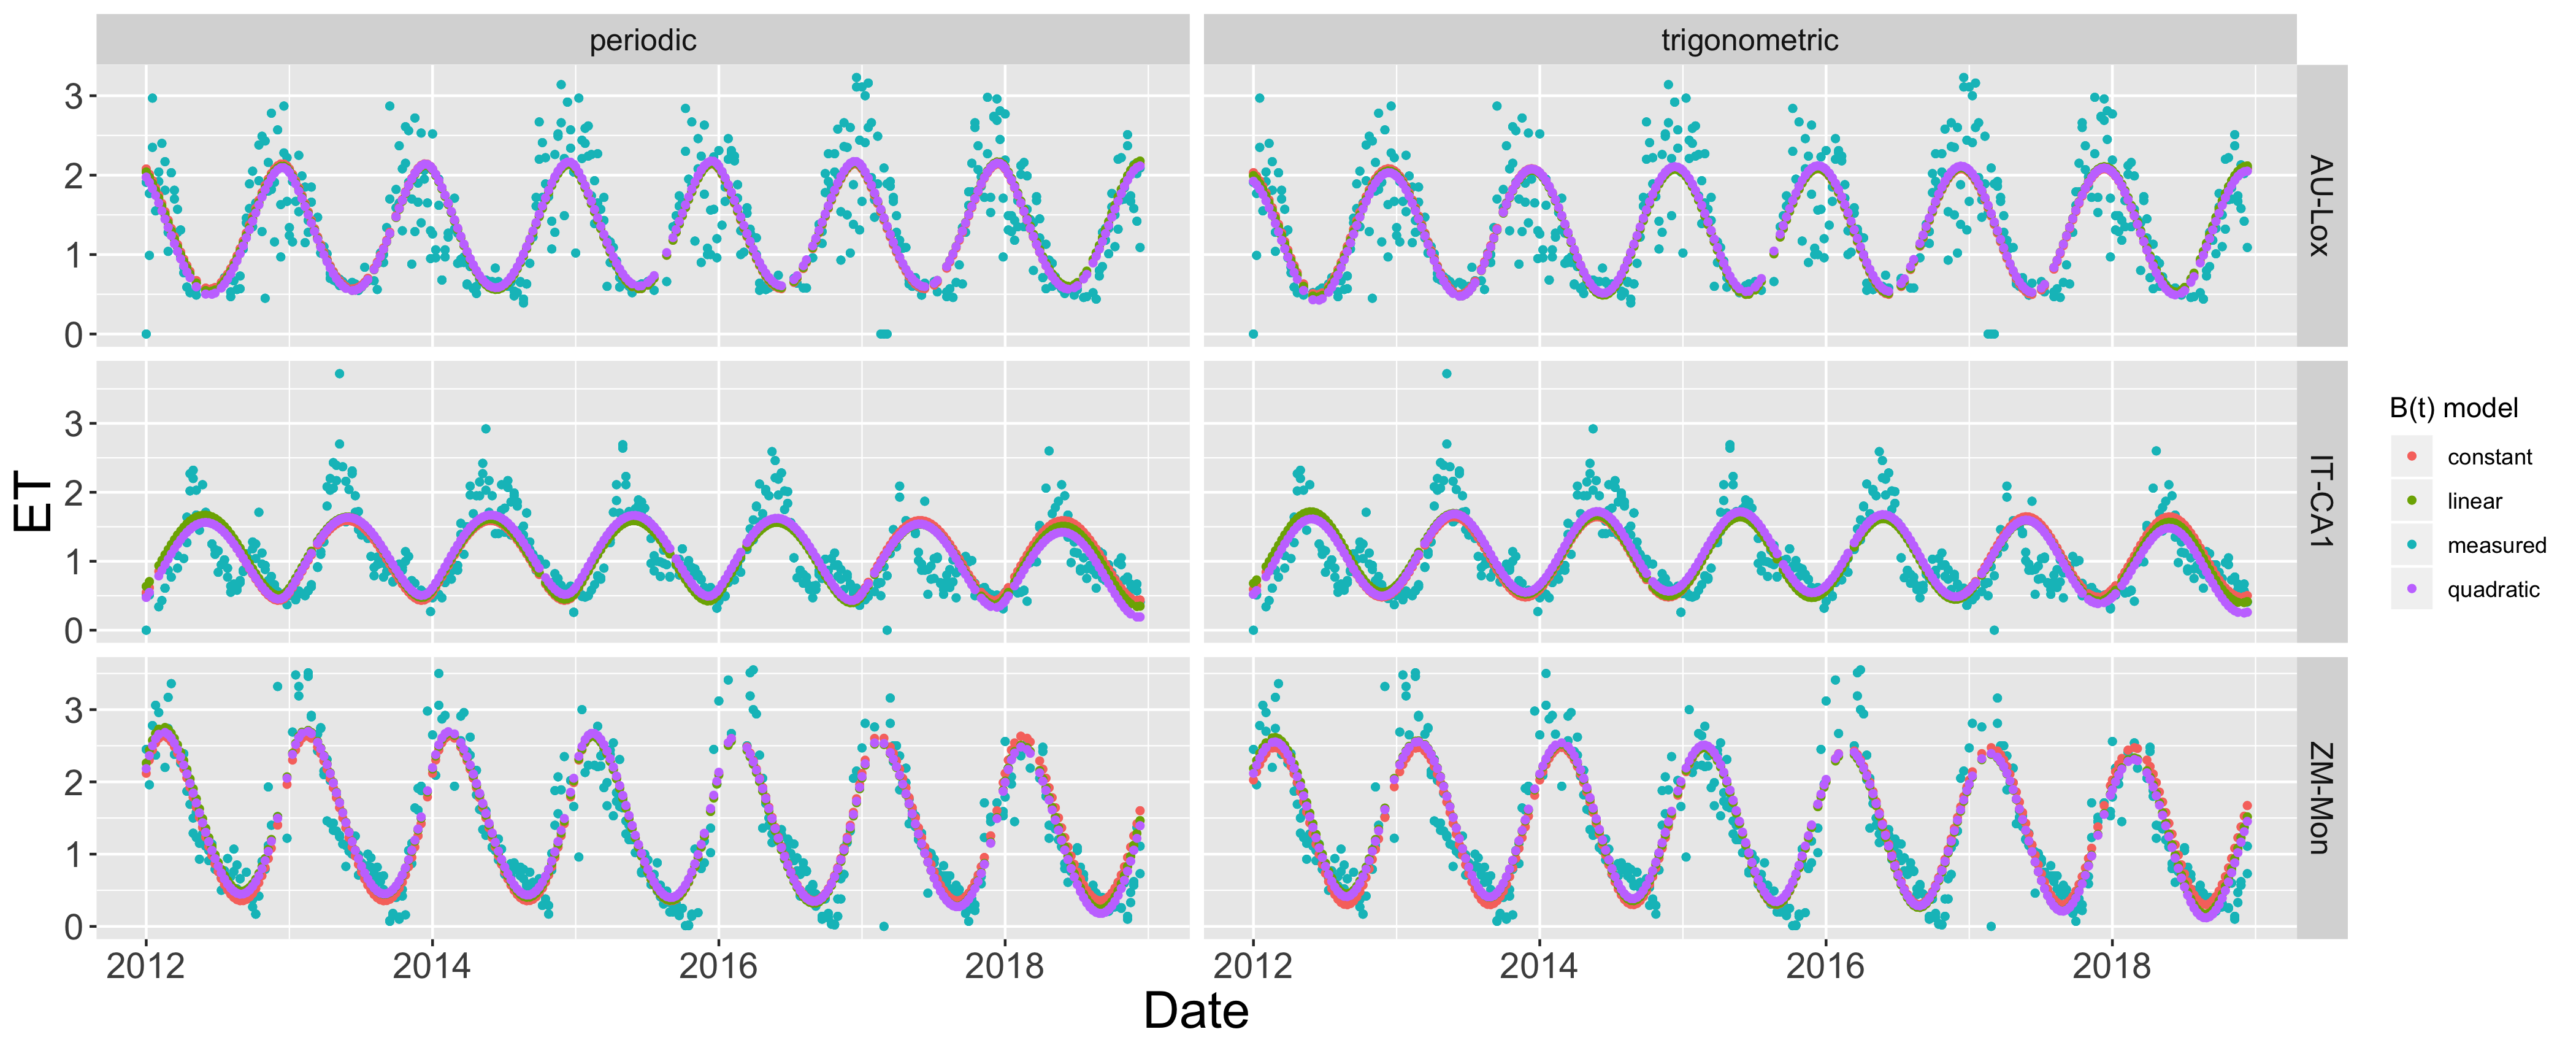 periodic
trigonometric
3
2
1
0
AU-Lox
3
2
1
0
IT-CA1
3
2
1
0
ZM-Mon
ET
2012
2014
2016
2018
2012
2014
2016
2018
Date
B(t) model
constant
linear
measured
quadratic